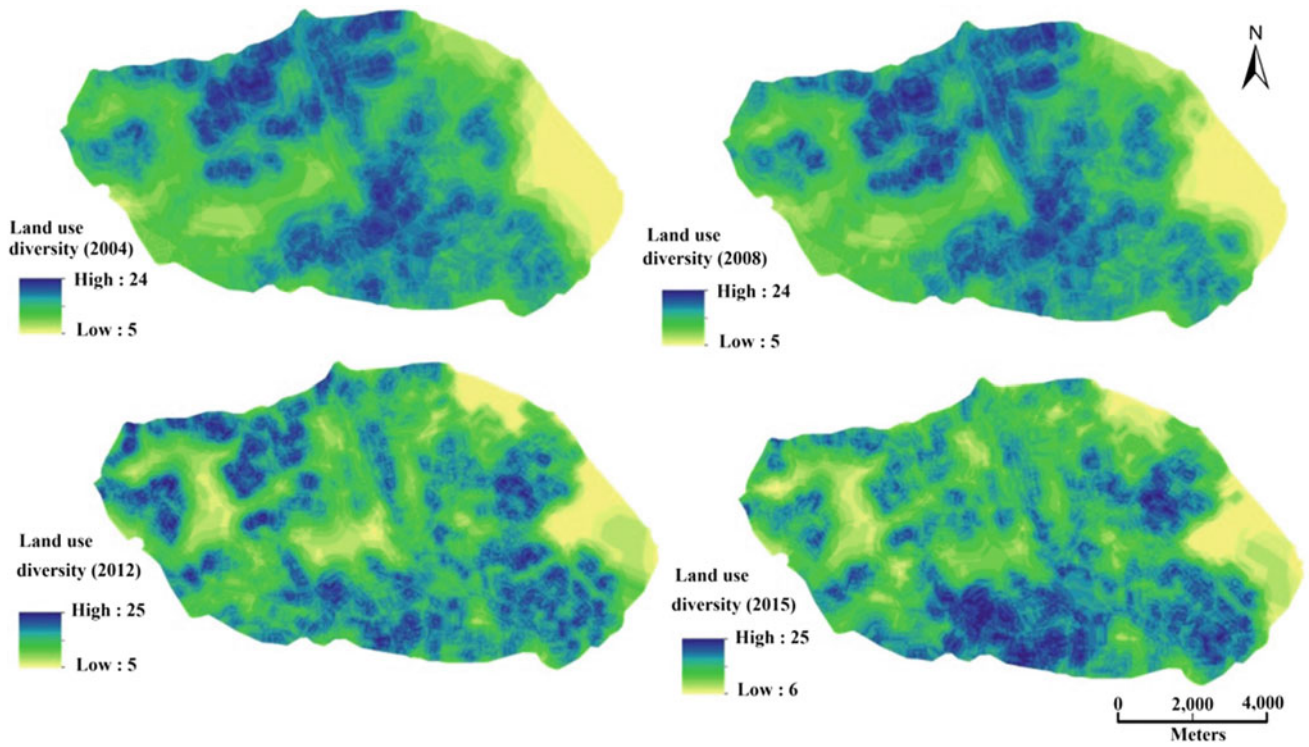 N
Land use
diversity (2004)
High : 24
Low : 5
Land use
diversity (2008)
High : 24
Low : 5
Land use
diversity (2012)
High : 25
Low : 5
Land use
diversity (2015)
High : 25
Low : 6
0 2,000 4,000
Meters